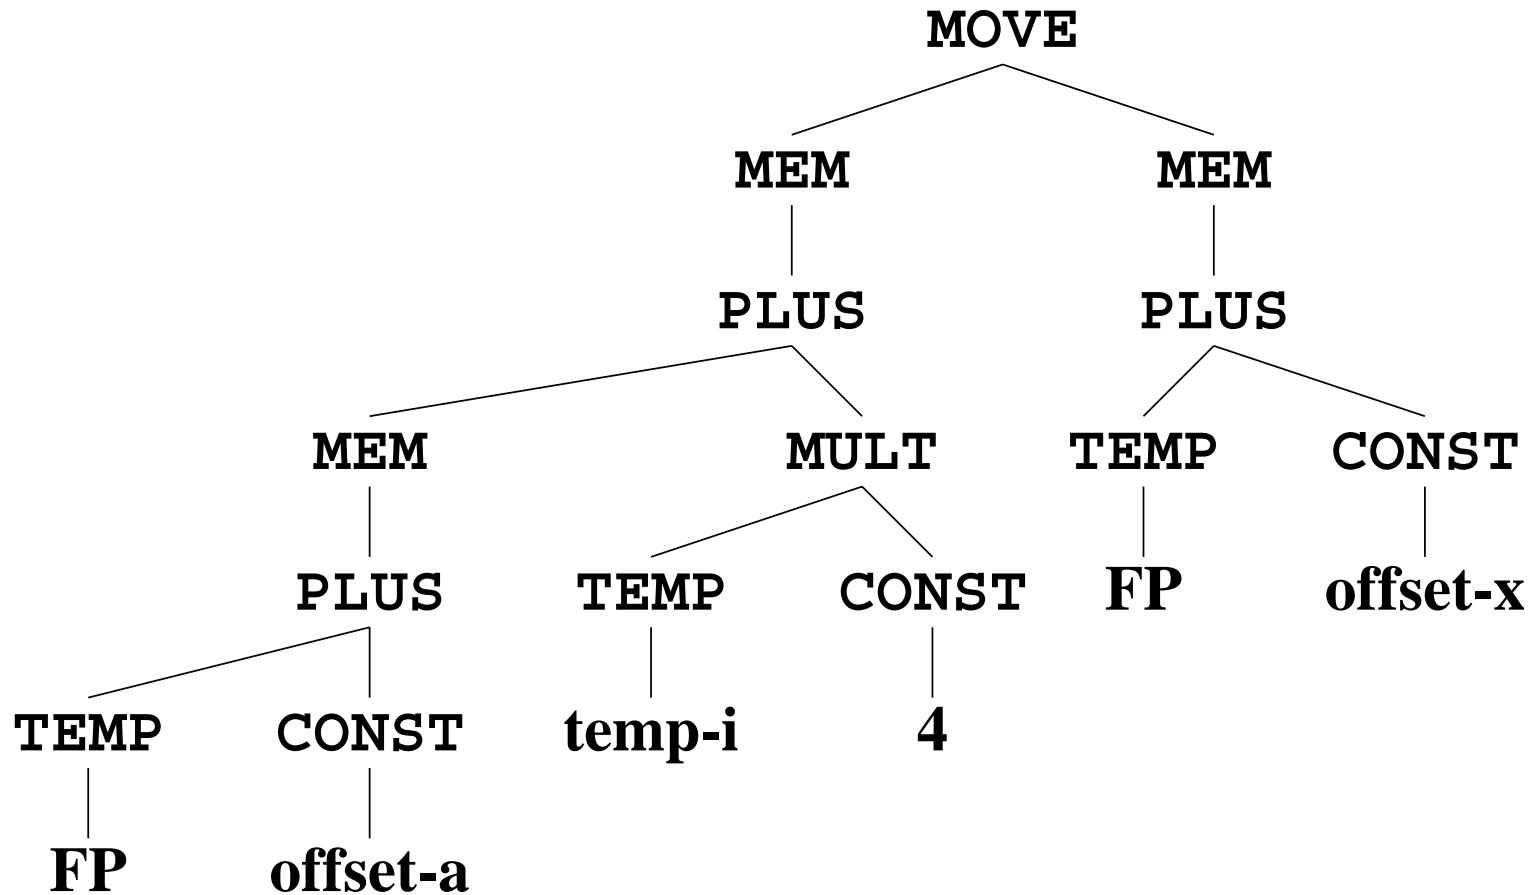 MOVE
MEM MEM
PLUS PLUS
MEM MULT TEMP CONST
PLUS TEMP CONST FP offset-x
TEMP CONST temp-i 4
FP offset-a